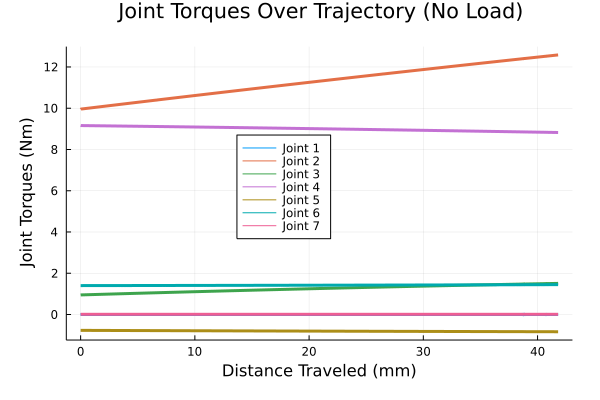 Joint Torques Over Trajectory (No Load)
Joint Torques (Nm)
12
10
8
6
4
2
0
Joint 1
Joint 2
Joint 3
Joint 4
Joint 5
Joint 6
Joint 7
0 10 20 30 40
Distance Traveled (mm)